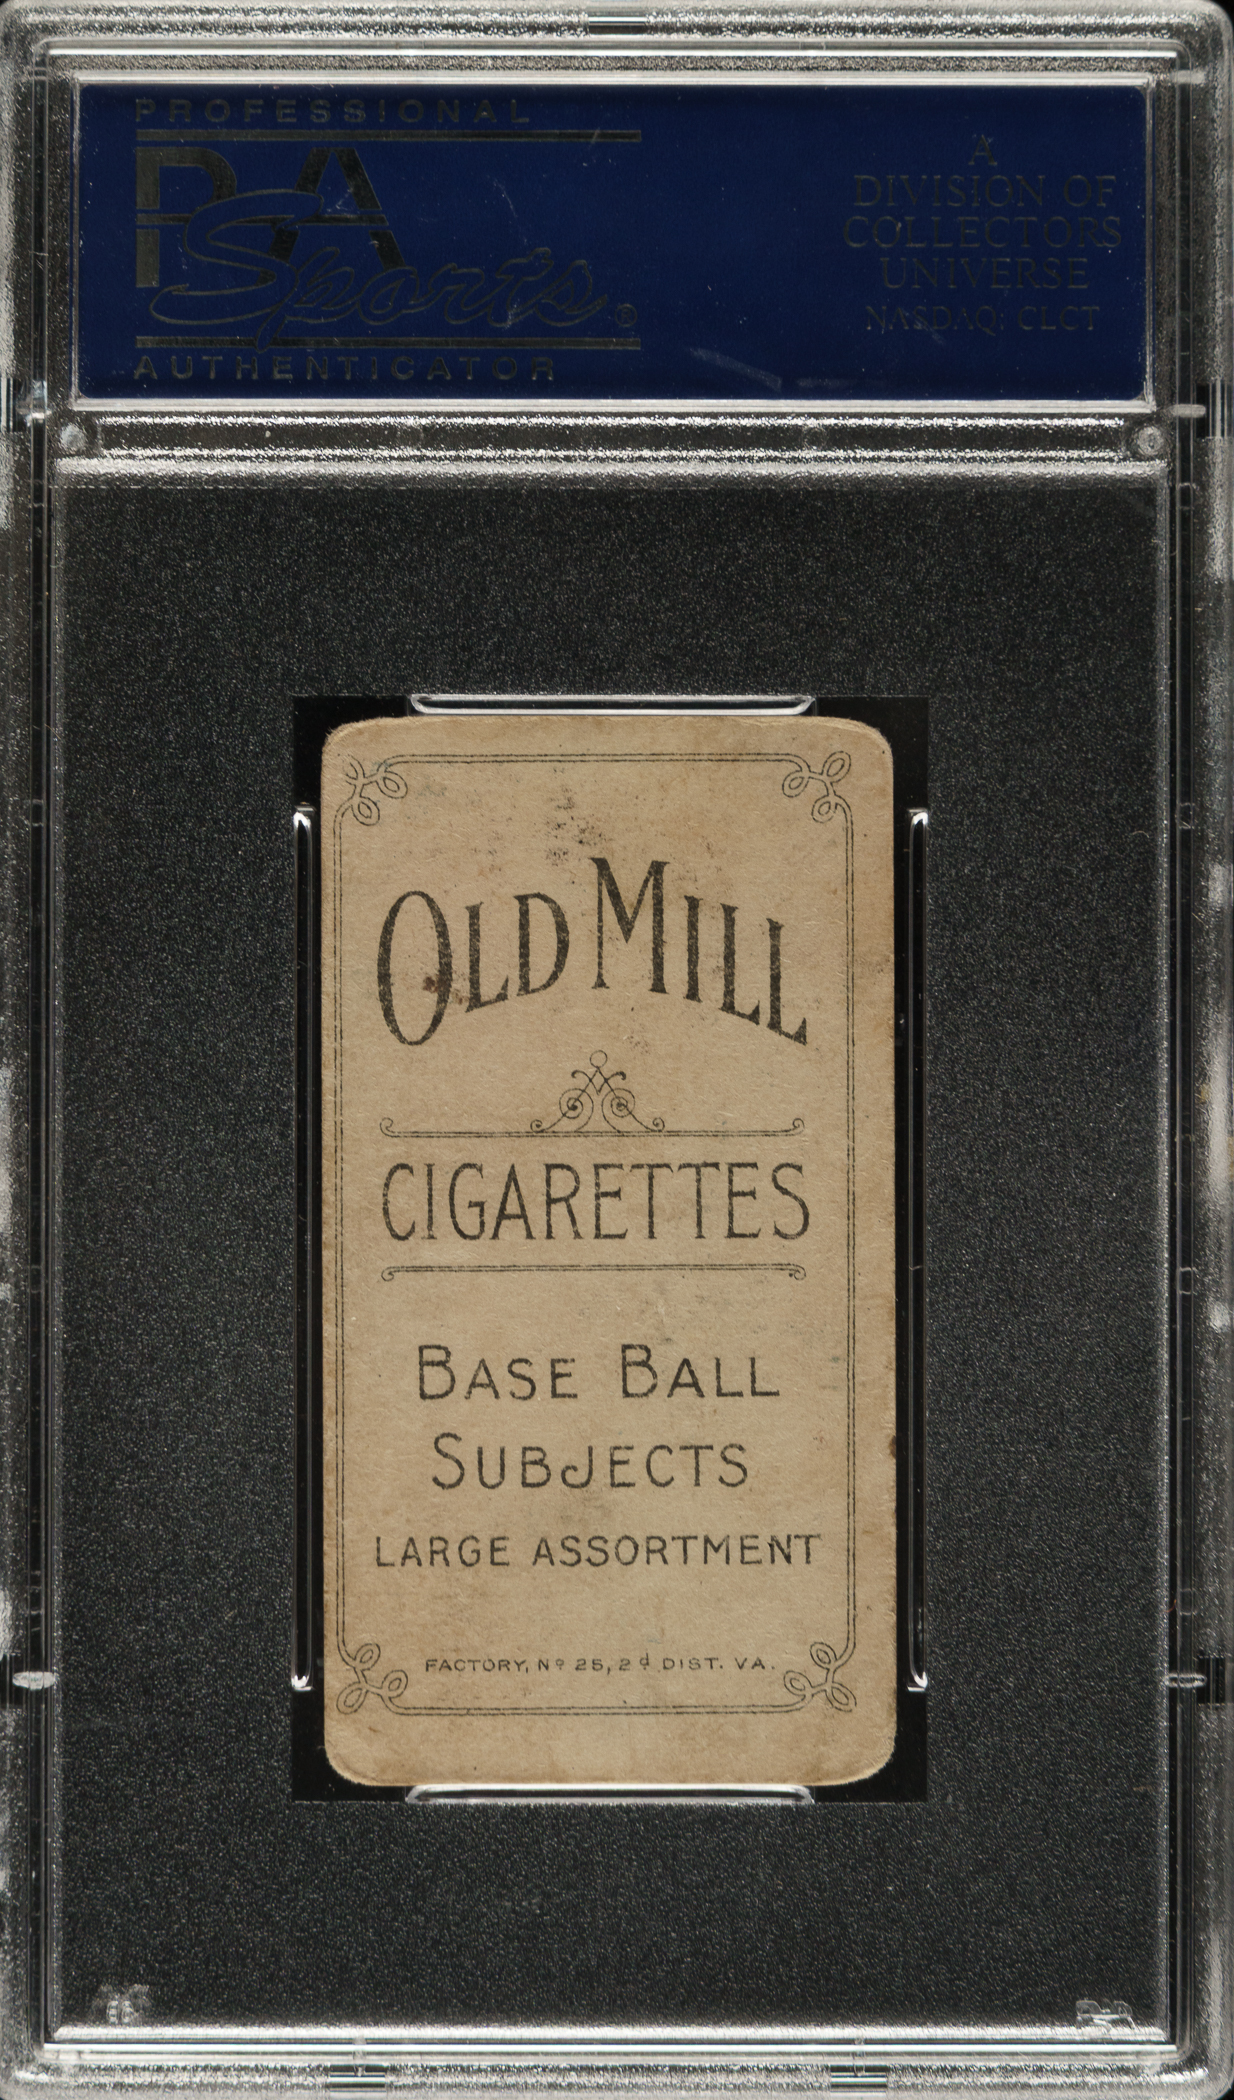 PROFESSIONAL
PSA
Sports®
AUTHENTICATOR
A
DIVISION OF
COLLECTORS
UNIVERSE
NASDAQ: CLCT
OLD MILL
CIGARETTES
BASE BALL
SUBJECTS
LARGE ASSORTMENT
FACTORY, Nº 25, 2d DIST. VA.
PSA